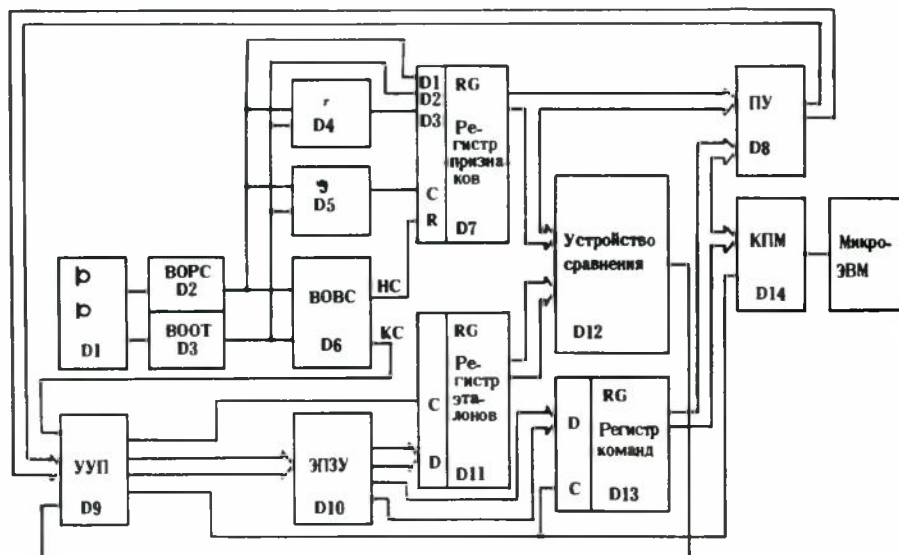 D1
ВОРС
D2
ВООТ
D3
r
D4
D5
ВОВС
D6
НС
КС
D1
D2
D3
C
R
RG
Ре-
гистр
призна
ков
D7
ПУ
D8
Устройство
сравнения
D12
КПМ
D14
Микро-
ЭВМ
УУП
D9
ЭПЗУ
D10
C
D
RG
Ре-
гистр
эта-
лонов
D11
D
C
RG
Регистр
команд
D13